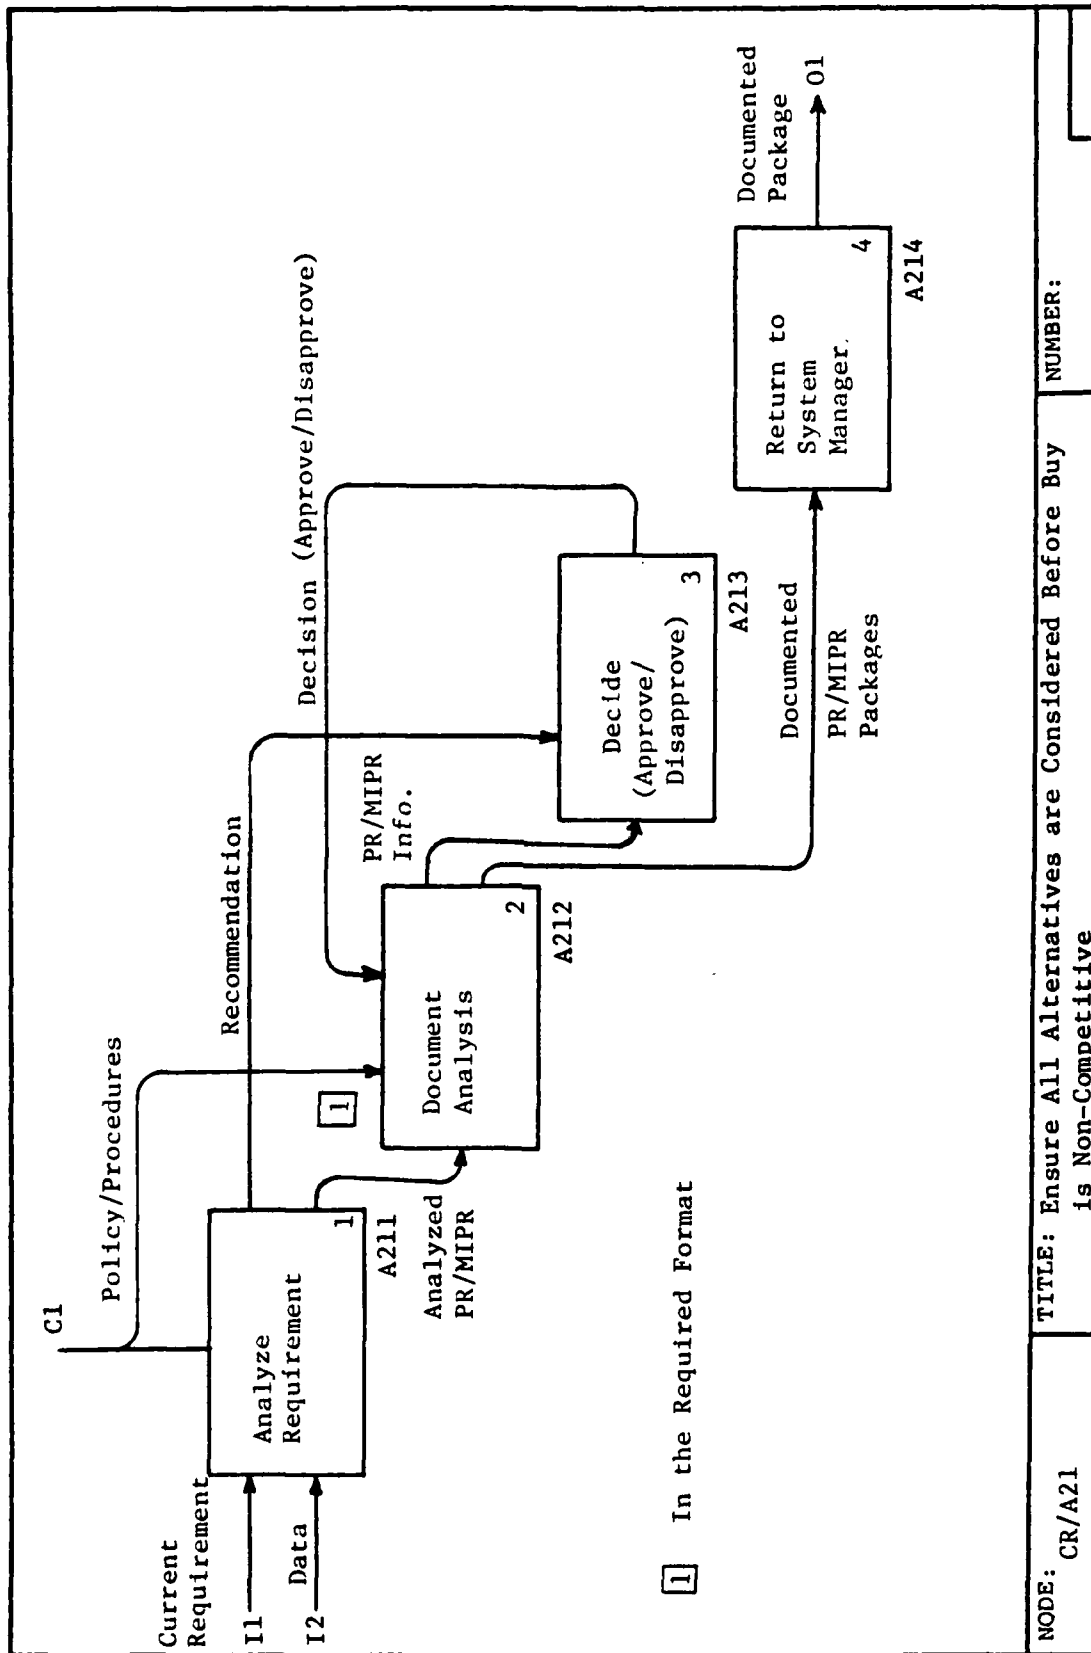 C1
Policy/Procedures
Current
Requirement
I1
Data
I2
Analyze
Requirement
1
A211
Recommendation
Analyzed
PR/MIPR
1
Document
Analysis
2
A212
Decision (Approve/Disapprove)
PR/MIPR
Info.
Decide
(Approve/
Disapprove)
3
A213
Documented
PR/MIPR
Packages
Return to
System
Manager.
4
A214
Documented
Package
O1
1 In the Required Format
NODE: CR/A21
TITLE: Ensure All Alternatives are Considered Before Buy
is Non-Competitive
NUMBER: